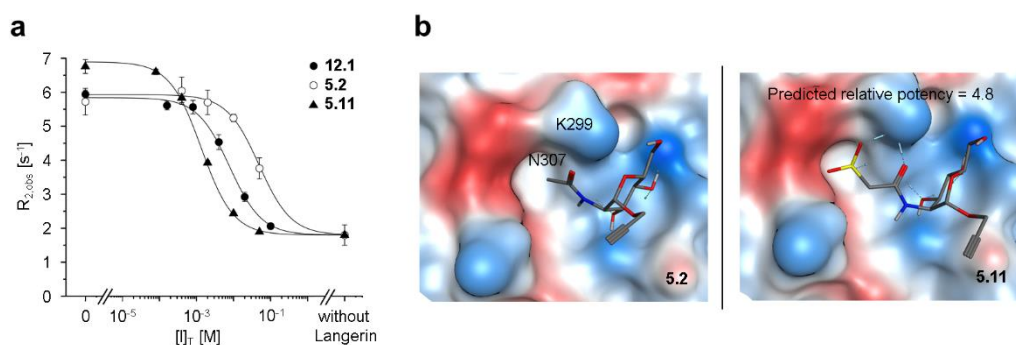 a
7
6
5
4
3
2
1
0
R2,obs [s-1]
0
10-5
10-3
10-1
without
Langerin
[I]T [M]
12.1
5.2
5.11
b
K299
N307
5.2
Predicted relative potency = 4.8
5.11